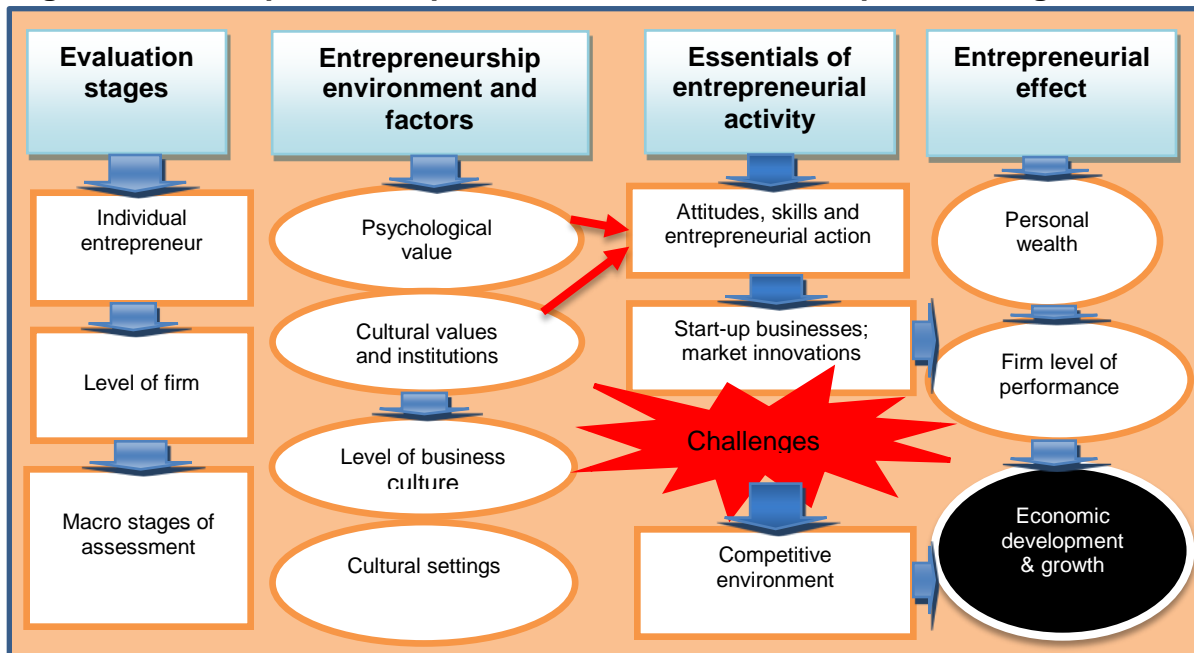 Evaluation
stages
Individual
entrepreneur
Level of firm
Macro stages of
assessment
Entrepreneurship
environment and
factors
Psychological
value
Cultural values
and institutions
Level of business
culture
Cultural settings
Essentials of
entrepreneurial
activity
Attitudes, skills and
entrepreneurial action
Start-up businesses;
market innovations
Challenges
Competitive
environment
Entrepreneurial
effect
Personal
wealth
Firm level of
performance
Economic
development
& growth